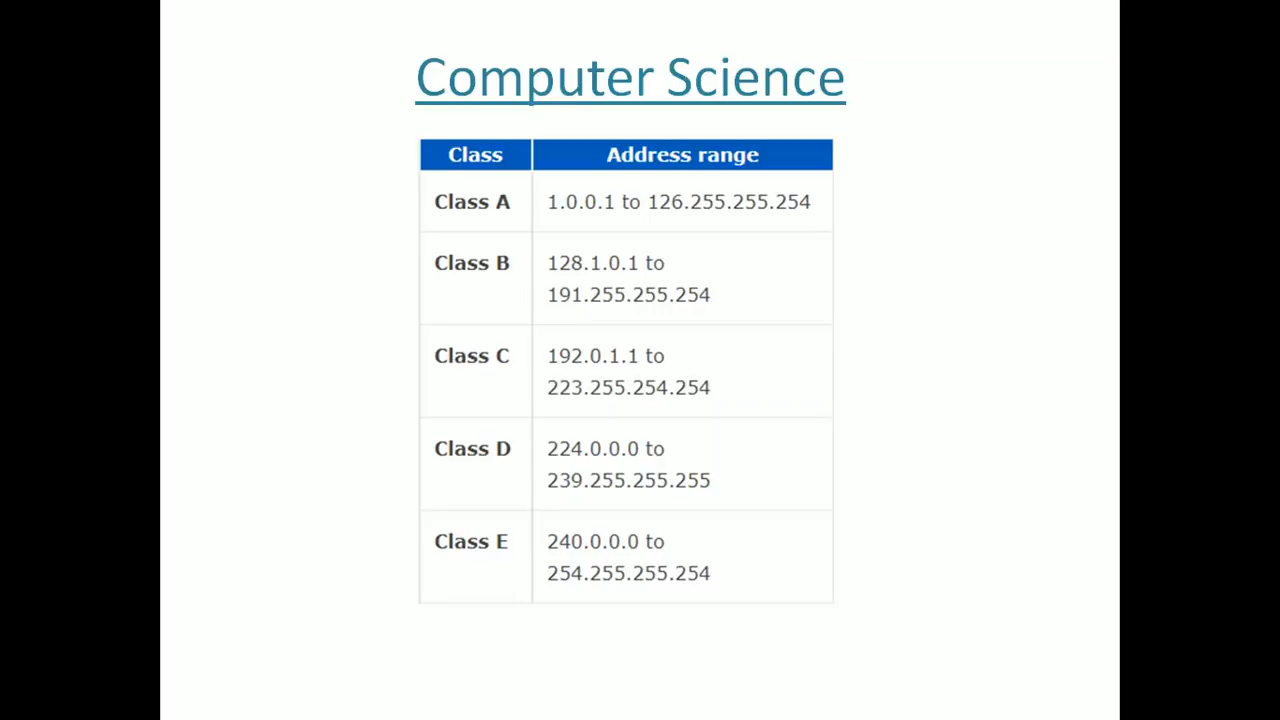 Computer Science
Class Address range
Class A 1.0.0.1 to 126.255.255.254
Class B 128.1.0.1 to
191.255.255.254
Class C 192.0.1.1 to
223.255.254.254
Class D 224.0.0.0 to
239.255.255.255
Class E 240.0.0.0 to
254.255.255.254